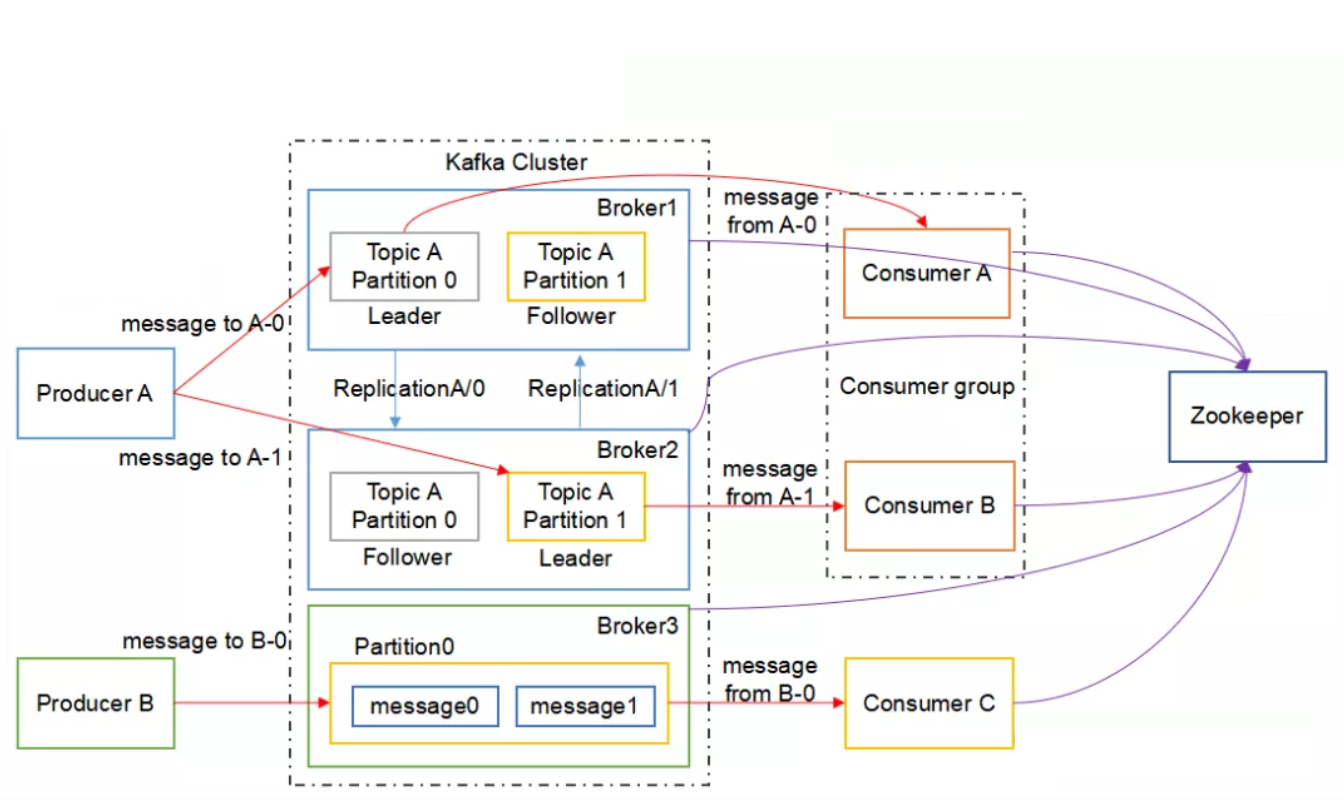 Kafka Cluster
Broker1
Topic A
Partition 0
Leader
Topic A
Partition 1
Follower
message
from A-0
Consumer A
message to A-0
Producer A
ReplicationA/0
ReplicationA/1
Consumer group
Zookeeper
message to A-1
Broker2
Topic A
Partition 0
Follower
Topic A
Partition 1
Leader
message
from A-1
Consumer B
message to B-0
Broker3
Partition0
Producer B
message0
message1
message
from B-0
Consumer C